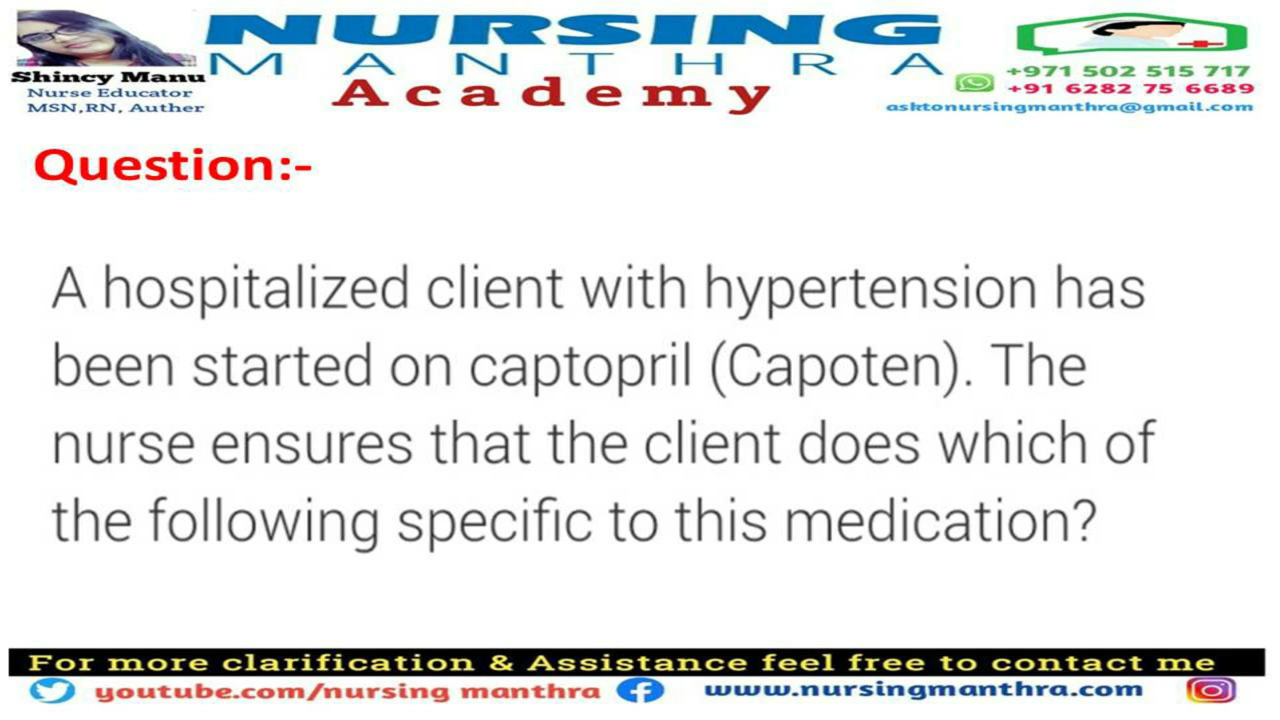 NURSING
MANTHRA
Academy
Shincy Manu
Nurse Educator
MSN,RN, Auther
+971 502 515 717
+91 6282 75 6689
asktonursingmanthra@gmail.com
Question:-
A hospitalized client with hypertension has
been started on captopril (Capoten). The
nurse ensures that the client does which of
the following specific to this medication?
For more clarification & Assistance feel free to contact me
youtube.com/nursing manthra
www.nursingmanthra.com